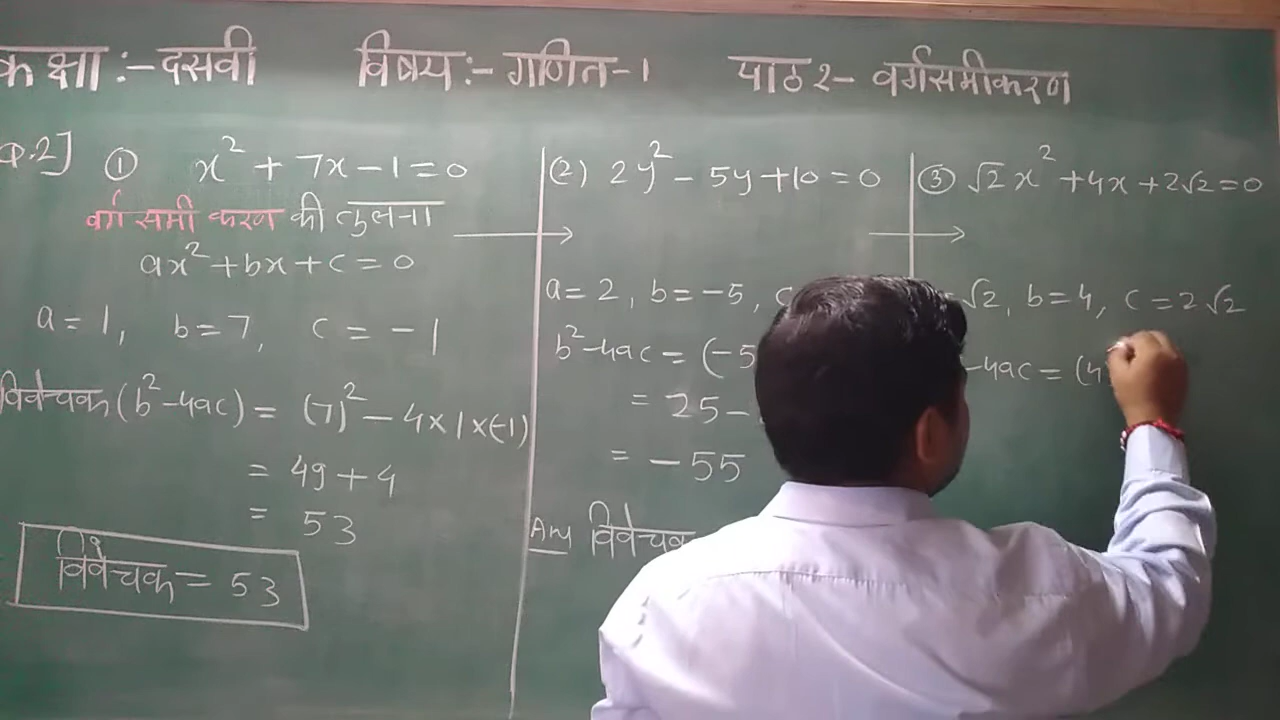 कक्षा :- दसवी विषय :- गणित-1 पाठ 2- वर्गसमीकरण
Q.2] ① x² + 7x - 1 = 0
वर्ग समी करण की तुलना
ax² + bx + c = 0
a = 1, b = 7, c = -1
विवेचक (b² - 4ac) = (7)² - 4 × 1 × (-1)
= 49 + 4
= 53
विवेचक = 53
(2) 2y² - 5y + 10 = 0
a = 2, b = -5, c
b² - 4ac = (-5
= 25 -
= -55
Ans विवेचक
③ √2x² + 4x + 2√2 = 0
= √2, b = 4, c = 2√2
- 4ac = (4)